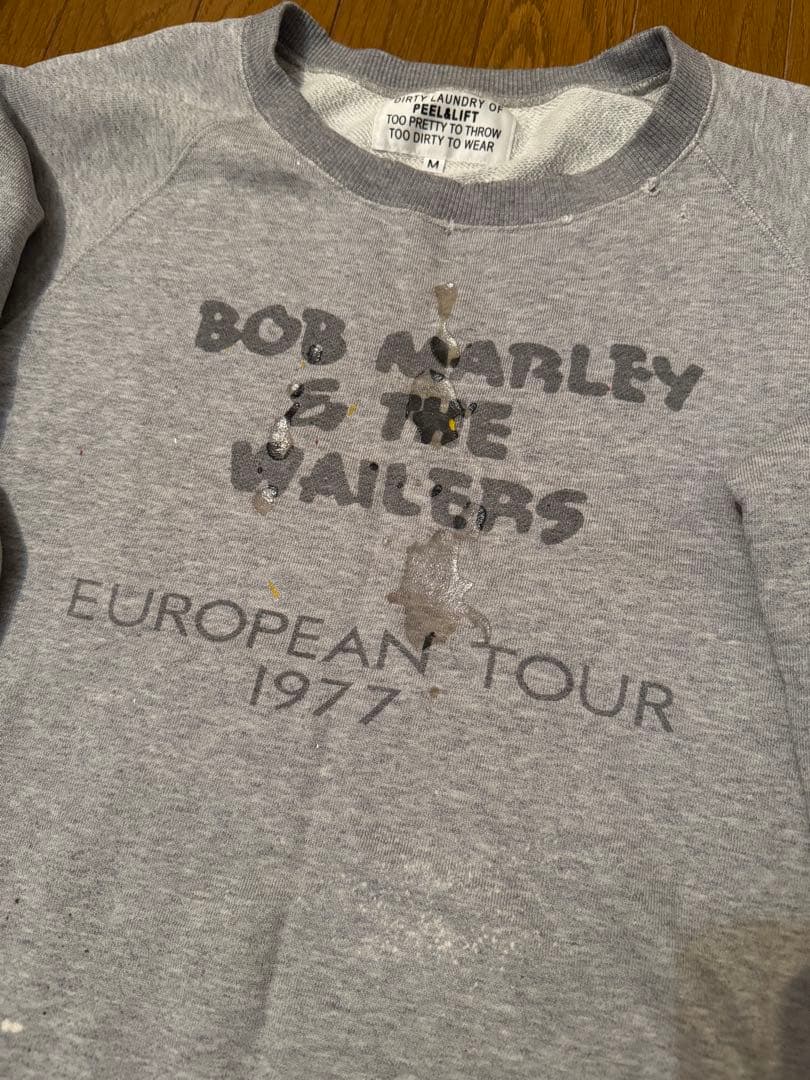 DIRTY LAUNDRY OF
PEEL&LIFT
TOO PRETTY TO THROW
TOO DIRTY TO WEAR
M
BOB MARLEY
& THE
WAILERS
EUROPEAN TOUR
1977